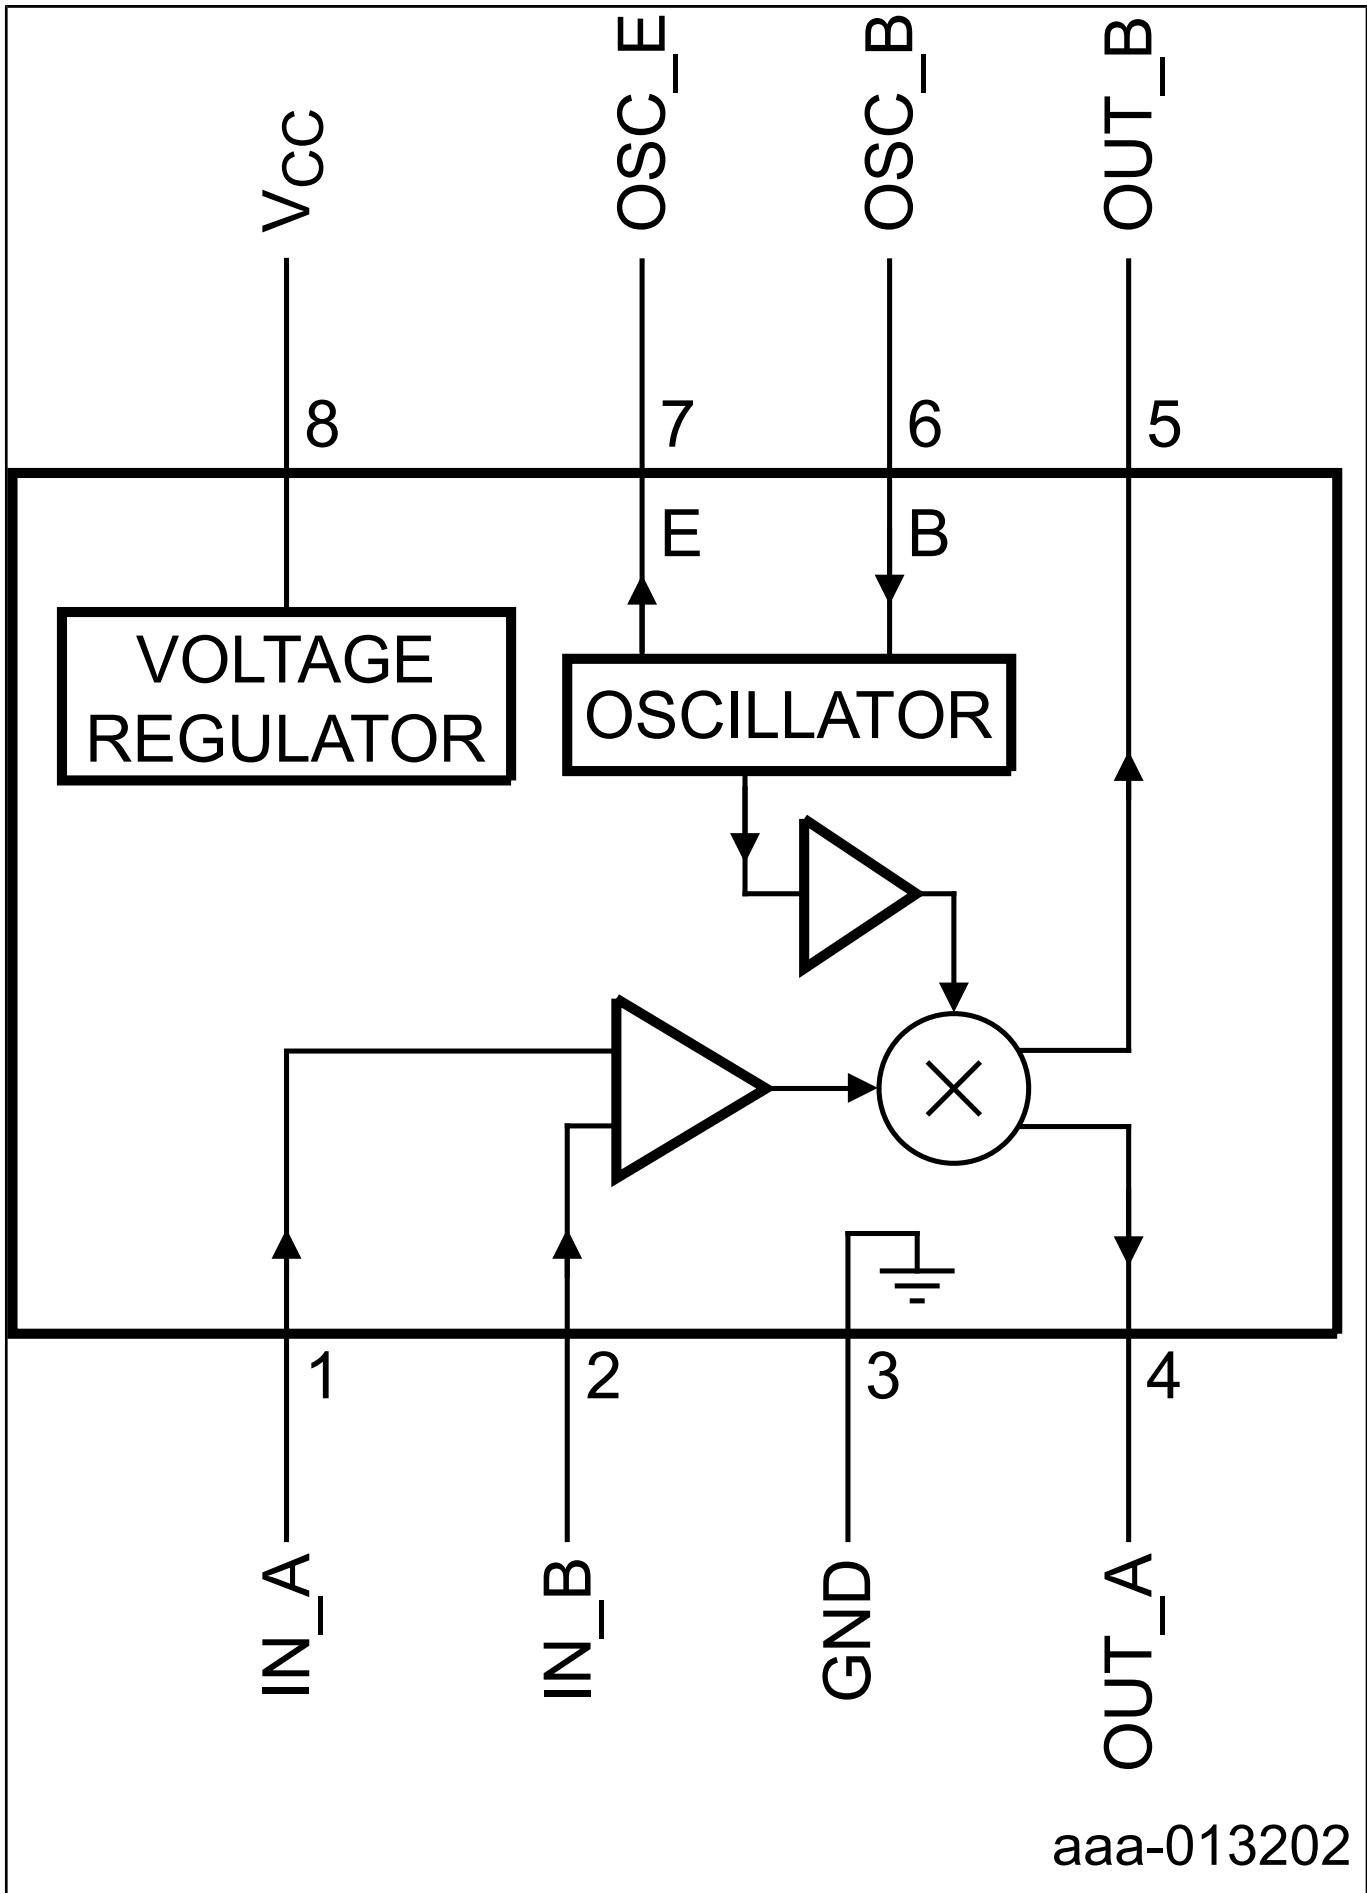 VCC
OSC_E
OSC_B
OUT_B
8
7
6
5
E
B
VOLTAGE
REGULATOR
OSCILLATOR
1
2
3
4
IN_A
IN_B
GND
OUT_A
aaa-013202